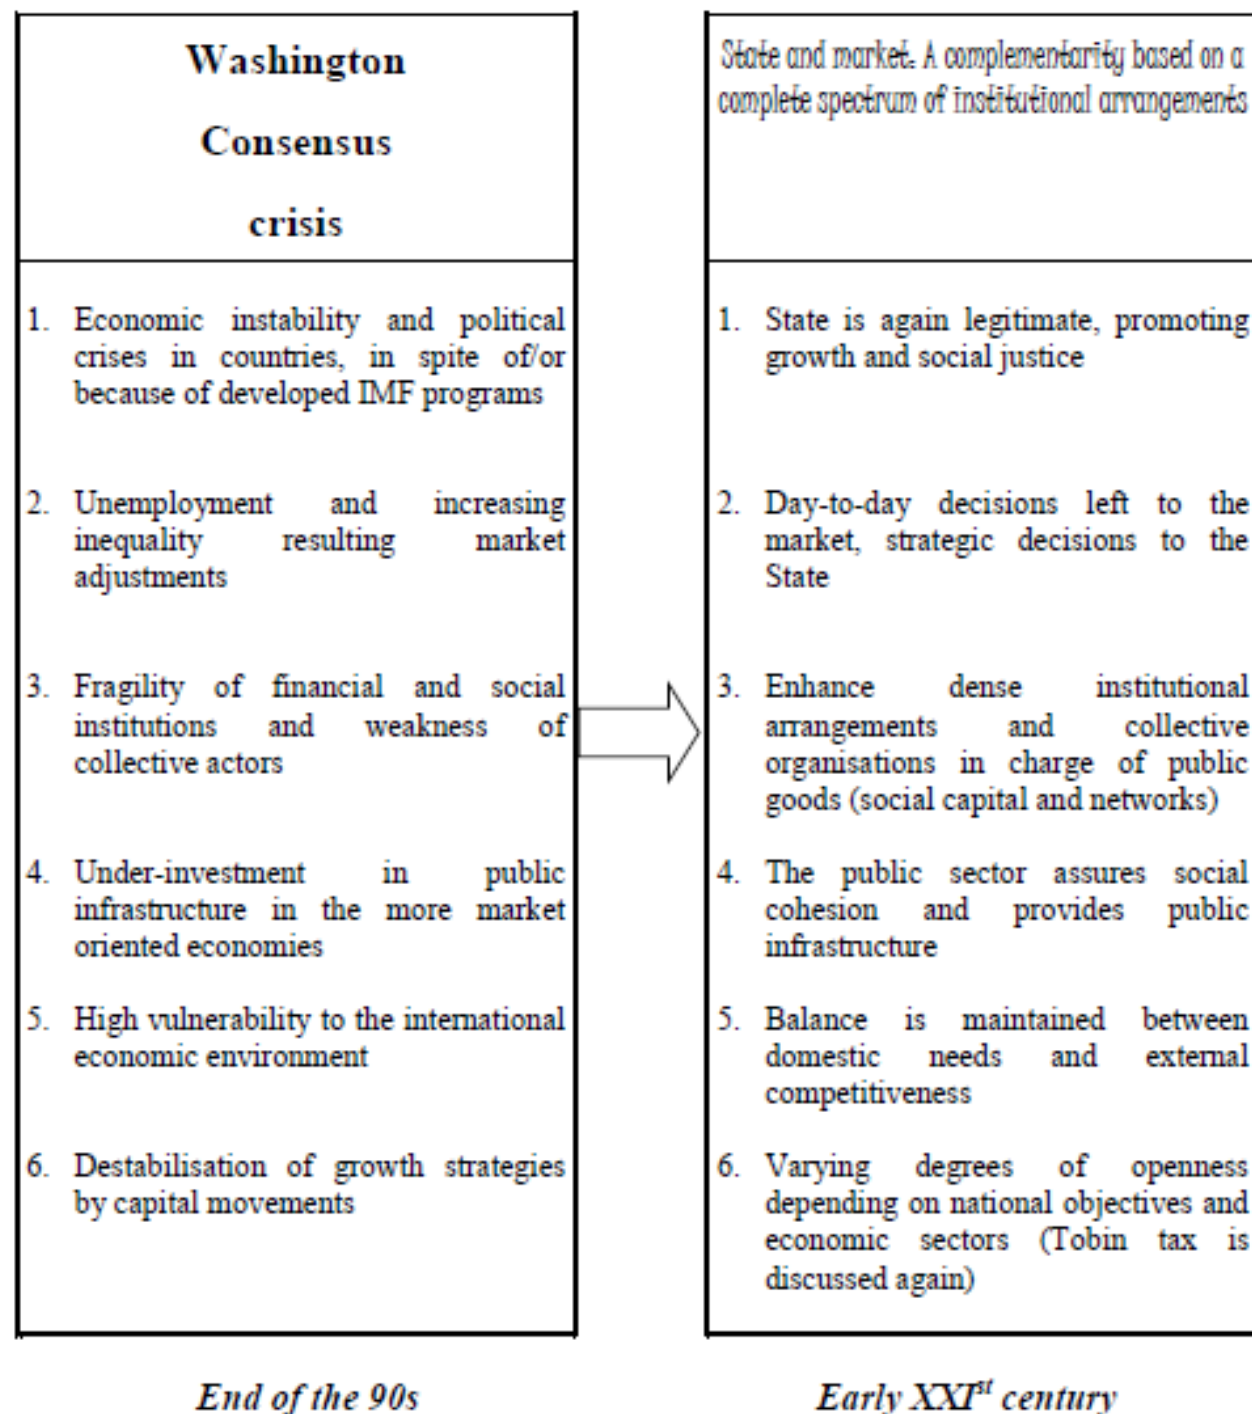 Washington
Consensus
crisis
1. Economic instability and political
crises in countries, in spite of/or
because of developed IMF programs
2. Unemployment and increasing
inequality resulting market
adjustments
3. Fragility of financial and social
institutions and weakness of
collective actors
4. Under-investment in public
infrastructure in the more market
oriented economies
5. High vulnerability to the international
economic environment
6. Destabilisation of growth strategies
by capital movements
End of the 90s
State and market. A complementarity based on a
complete spectrum of institutional arrangements
1. State is again legitimate, promoting
growth and social justice
2. Day-to-day decisions left to the
market, strategic decisions to the
State
3. Enhance dense institutional
arrangements and collective
organisations in charge of public
goods (social capital and networks)
4. The public sector assures social
cohesion and provides public
infrastructure
5. Balance is maintained between
domestic needs and external
competitiveness
6. Varying degrees of openness
depending on national objectives and
economic sectors (Tobin tax is
discussed again)
Early XXIst century